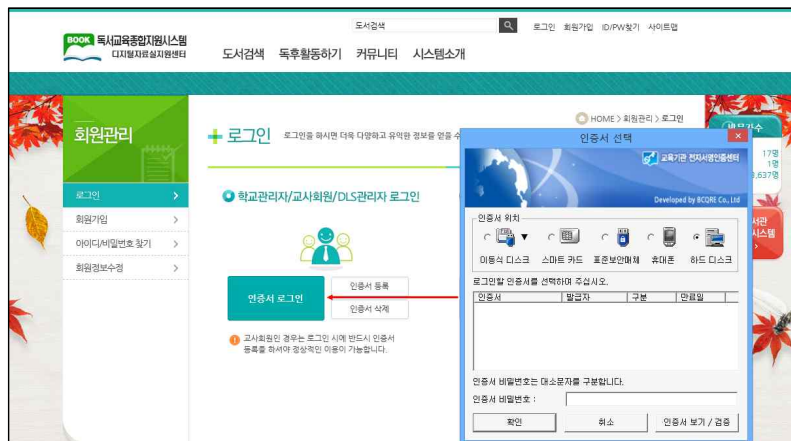 도서검색
로그인 회원가입 ID/PW찾기 사이트맵
BOOK 독서교육종합지원시스템
디지털자료실지원센터
도서검색 독후활동하기 커뮤니티 시스템소개
회원관리
로그인
회원가입
아이디/비밀번호 찾기
회원정보수정
HOME > 회원관리 > 로그인
로그인
로그인을 하시면 더욱 다양하고 유익한 정보를 얻을 수
학교관리자/교사회원/DLS관리자 로그인
인증서 로그인
인증서 등록
인증서 삭제
교사회원인 경우는 로그인 시에 반드시 인증서
등록을 하셔야 정상적인 이용이 가능합니다.
17명
1명
3,637명
인증서 선택
교육기관 전자서명인증센터
Developed by BCQRE Co., Ltd
인증서 위치
이동식 디스크 스마트 카드 표준보안매체 휴대폰 하드 디스크
로그인할 인증서를 선택하여 주십시오.
인증서 발급자 구분 만료일
인증서 비밀번호는 대소문자를 구분합니다.
인증서 비밀번호 :
확인 취소 인증서 보기 / 검증